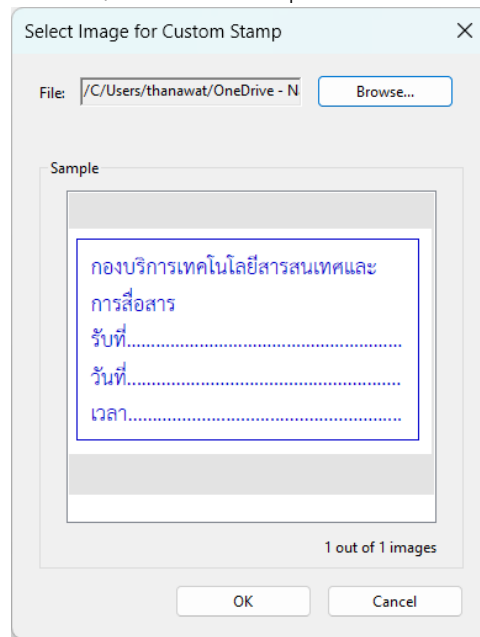 Select Image for Custom Stamp
File: /C/Users/thanawat/OneDrive - N Browse...
Sample
กองบริการเทคโนโลยีสารสนเทศและ
การสื่อสาร
รับที่......................................................
วันที่......................................................
เวลา......................................................
1 out of 1 images
OK Cancel